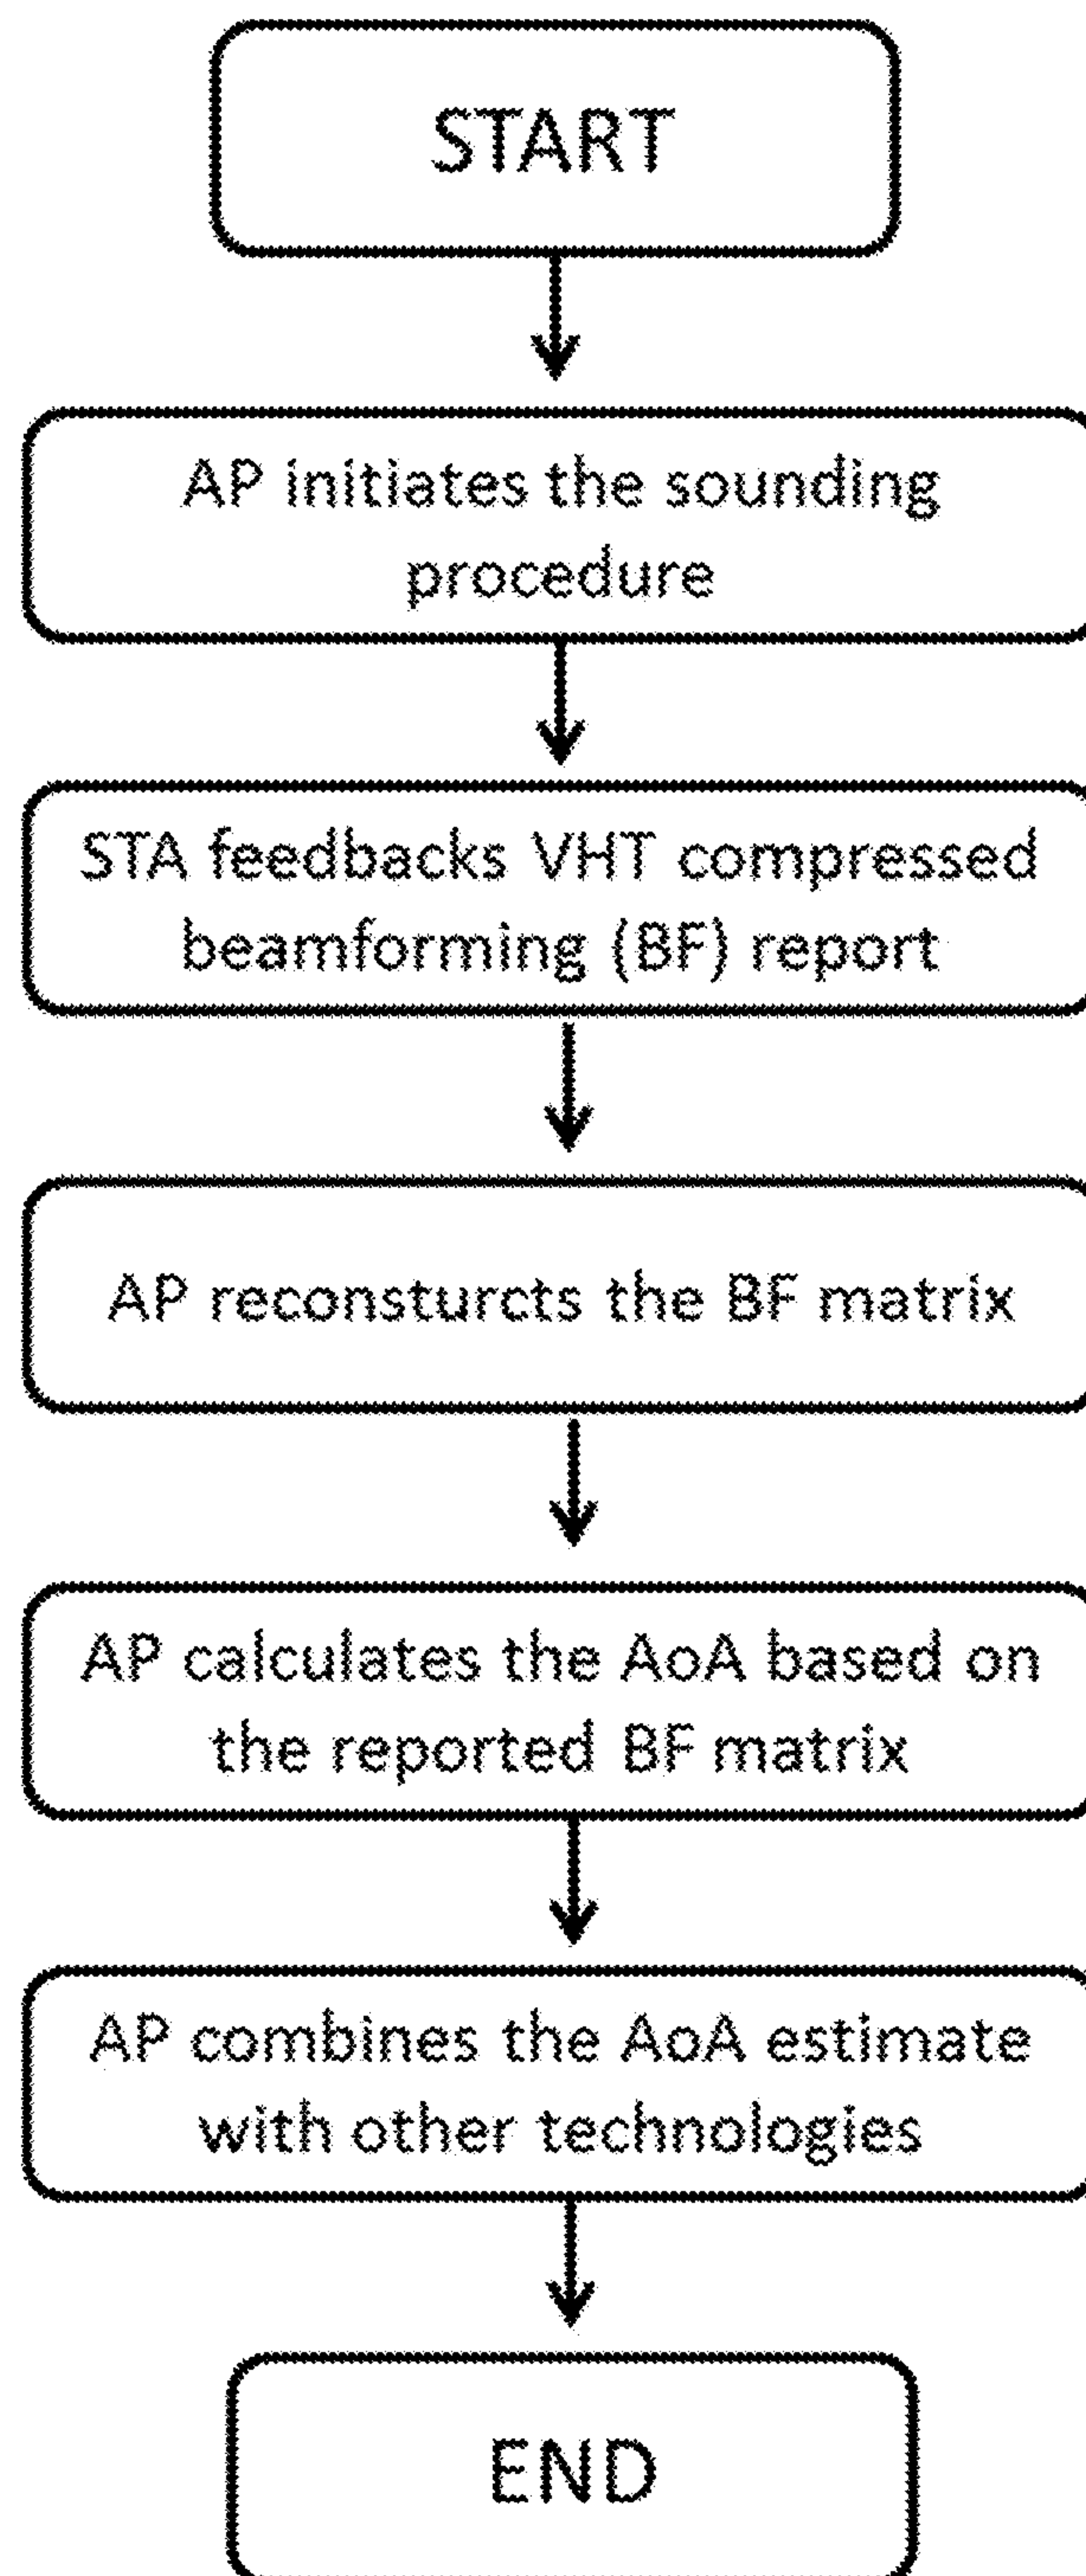 START
AP initiates the sounding
procedure
STA feedbacks VHT compressed
beamforming (BF) report
AP reconsturcts the BF matrix
AP calculates the AoA based on
the reported BF matrix
AP combines the AoA estimate
with other technologies
END